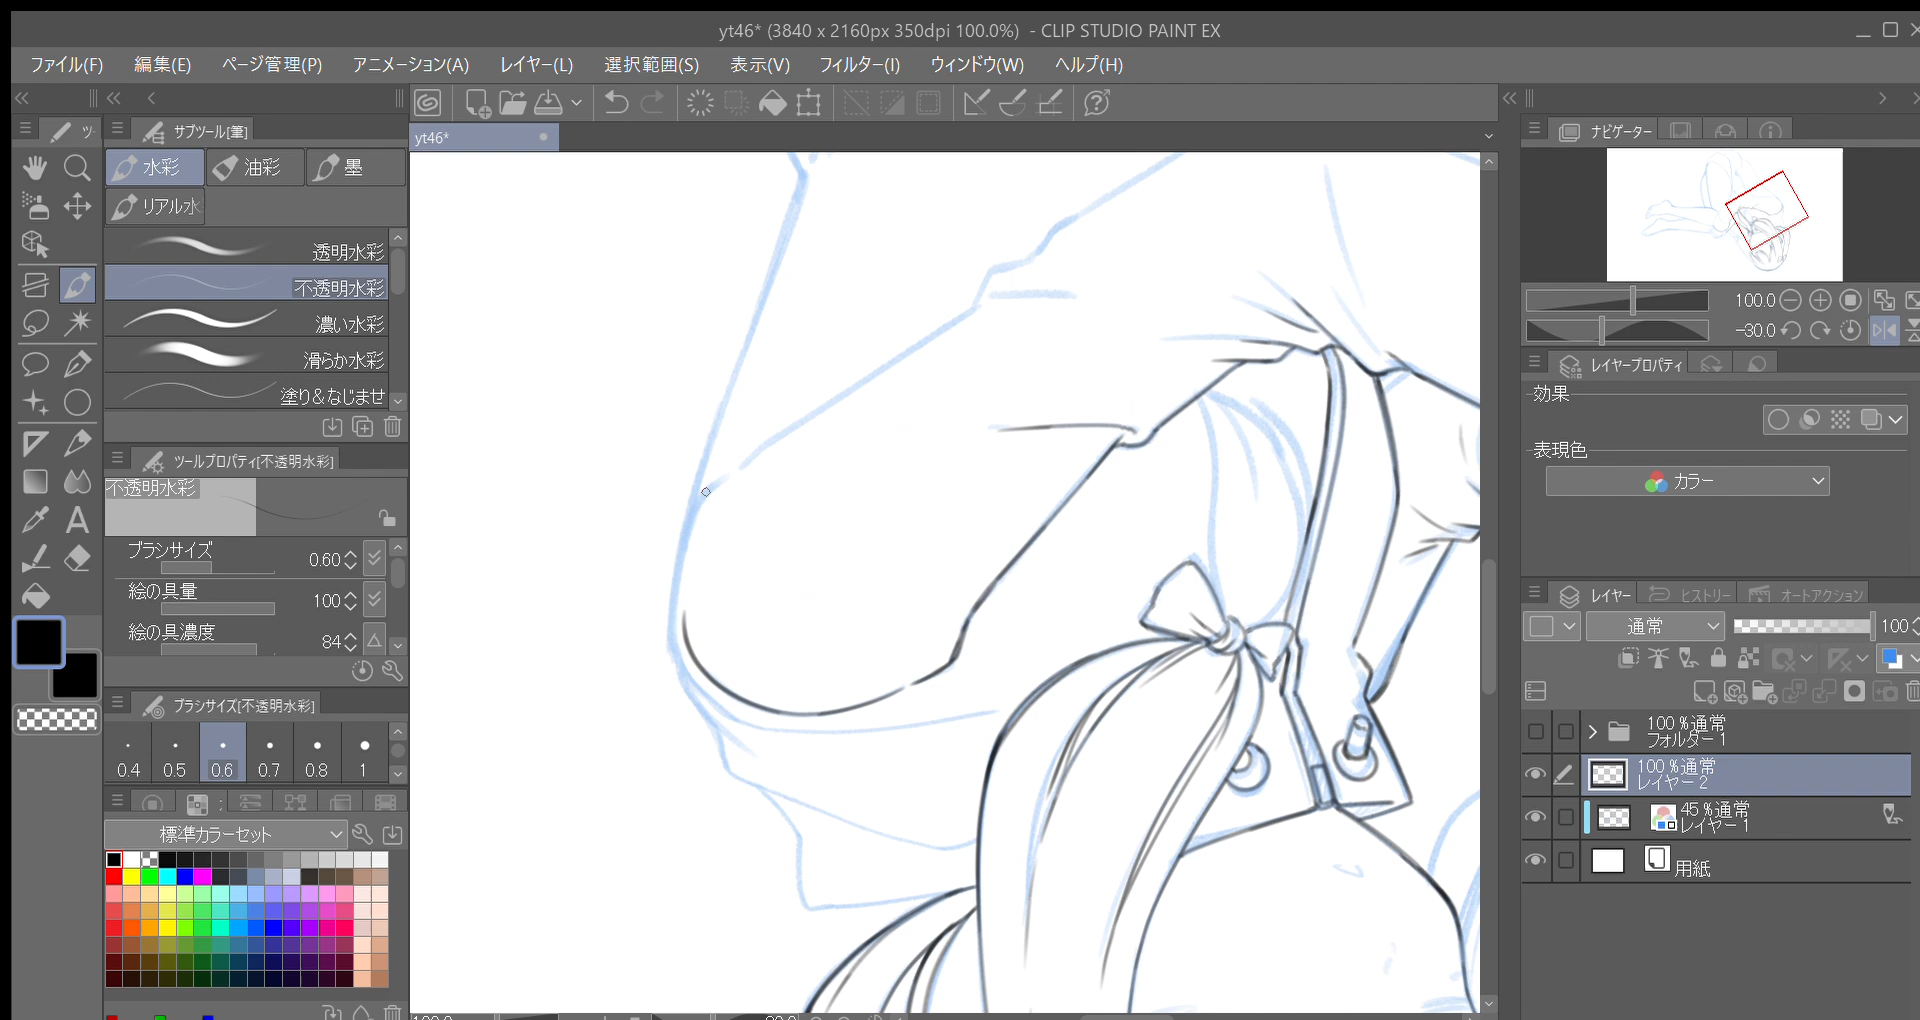 yt46* (3840 x 2160px 350dpi 100.0%) - CLIP STUDIO PAINT EX
ファイル(F) 編集(E) ページ管理(P) アニメーション(A) レイヤー(L) 選択範囲(S) 表示(V) フィルター(I) ウィンドウ(W) ヘルプ(H)
ツ-
サブツール[筆]
yt46*
水彩 油彩 墨
リアル水
透明水彩
不透明水彩
濃い水彩
滑らか水彩
塗り&なじませ
ツールプロパティ[不透明水彩]
不透明水彩
ブラシサイズ 0.60
絵の具量 100
絵の具濃度 84
ブラシサイズ[不透明水彩]
0.4 0.5 0.6 0.7 0.8 1
標準カラーセット
ナビゲーター
100.0
-30.0
レイヤープロパティ
効果
表現色
カラー
レイヤー ヒストリー オートアクション
通常 100
100 %通常
フォルダー 1
100 %通常
レイヤー 2
45 %通常
レイヤー 1
用紙